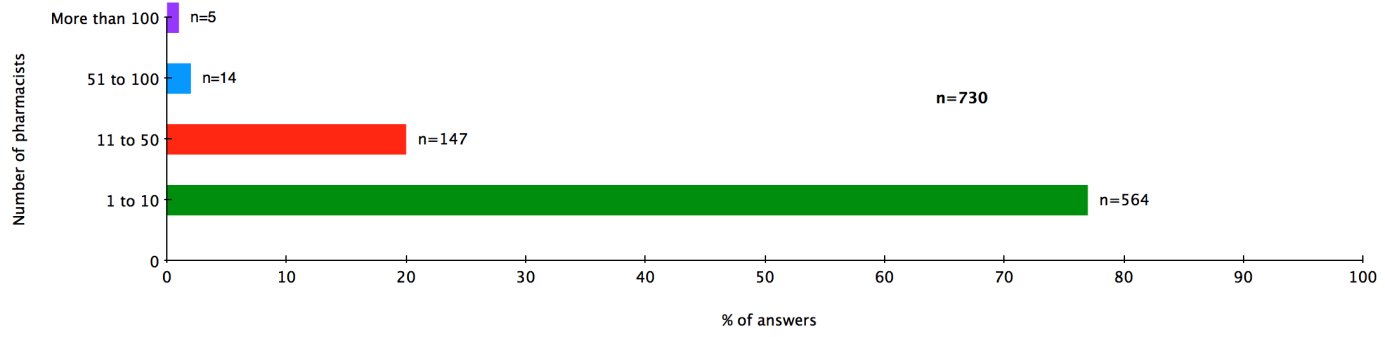 More than 100
n=5
51 to 100
n=14
n=730
11 to 50
n=147
1 to 10
n=564
Number of pharmacists
0
0 10 20 30 40 50 60 70 80 90 100
% of answers